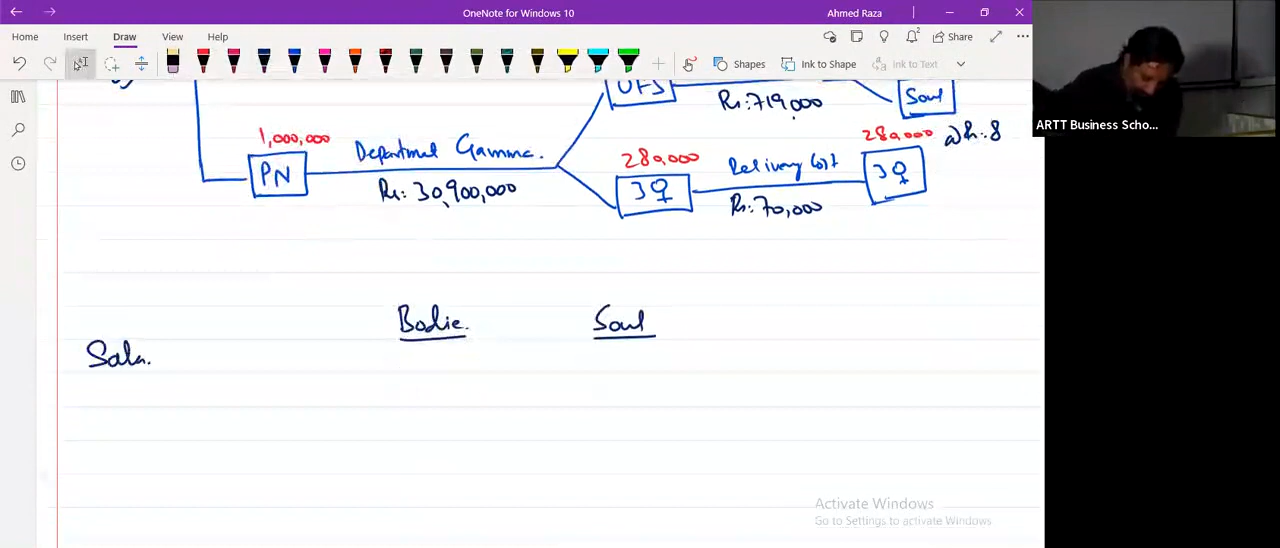 OneNote for Windows 10
Ahmed Raza
Home Insert Draw View Help
Share
Shapes Ink to Shape Ink to Text
UFS
Rs: 719,000
Soul
ARTT Business Scho...
1,000,000
PN
Department Gamma.
Rs: 30,900,000
280,000
Delivery Cost
Rs: 70,000
280,000
@ Rs: 8
Bodie.
Soul
Sale.
Activate Windows
Go to Settings to activate Windows